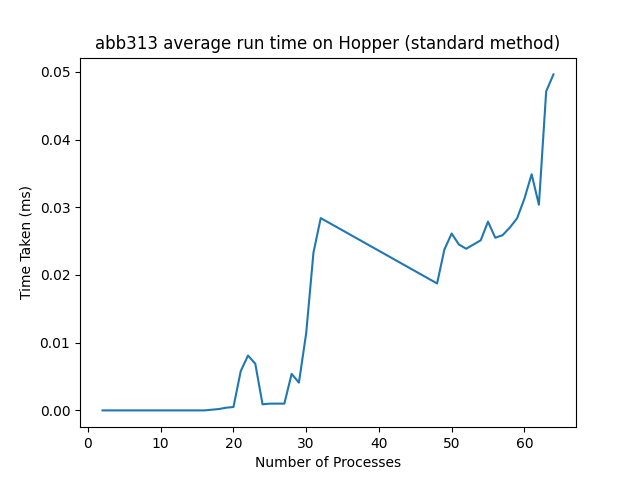 abb313 average run time on Hopper (standard method)
0.05
0.04
0.03
0.02
0.01
0.00
Time Taken (ms)
0 10 20 30 40 50 60
Number of Processes